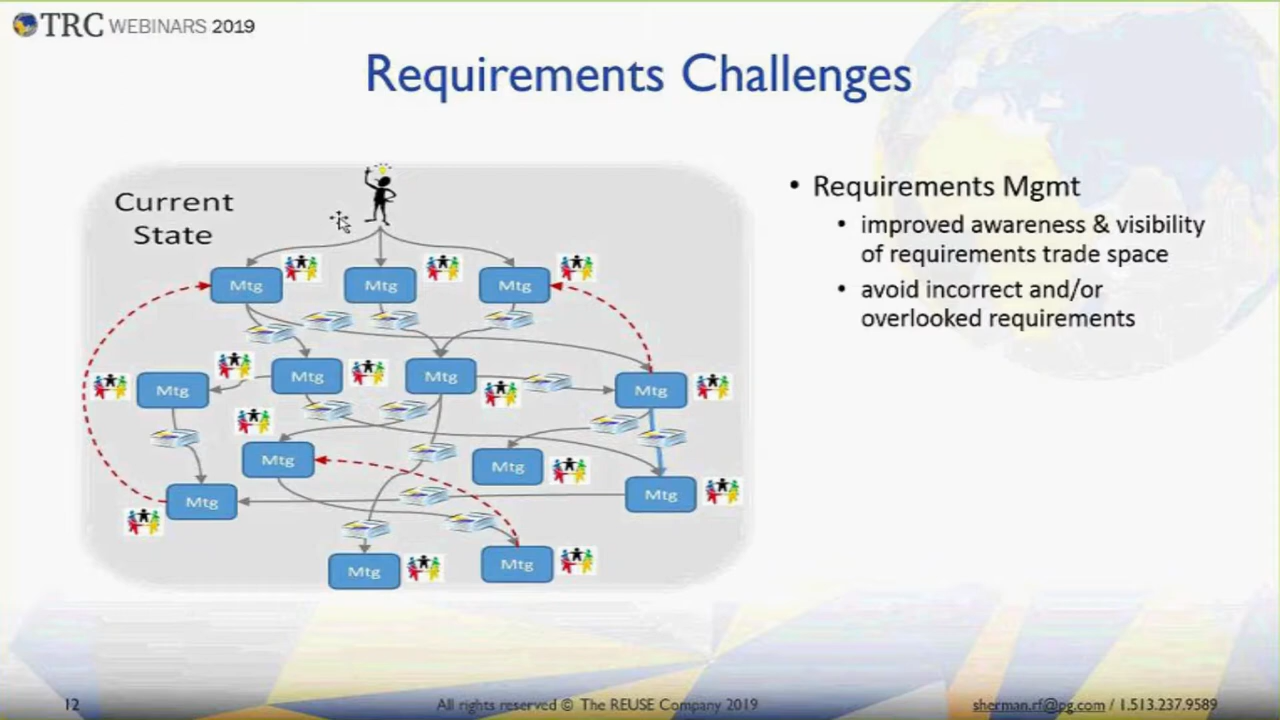 TRC WEBINARS 2019
Requirements Challenges
Current
State
Mtg
Mtg
Mtg
Mtg
Mtg
Mtg
Mtg
Mtg
Mtg
Mtg
Mtg
Mtg
Mtg
• Requirements Mgmt
• improved awareness & visibility
of requirements trade space
• avoid incorrect and/or
overlooked requirements
12
All rights reserved © The REUSE Company 2019
sherman.rf@pg.com / 1.513.237.9589